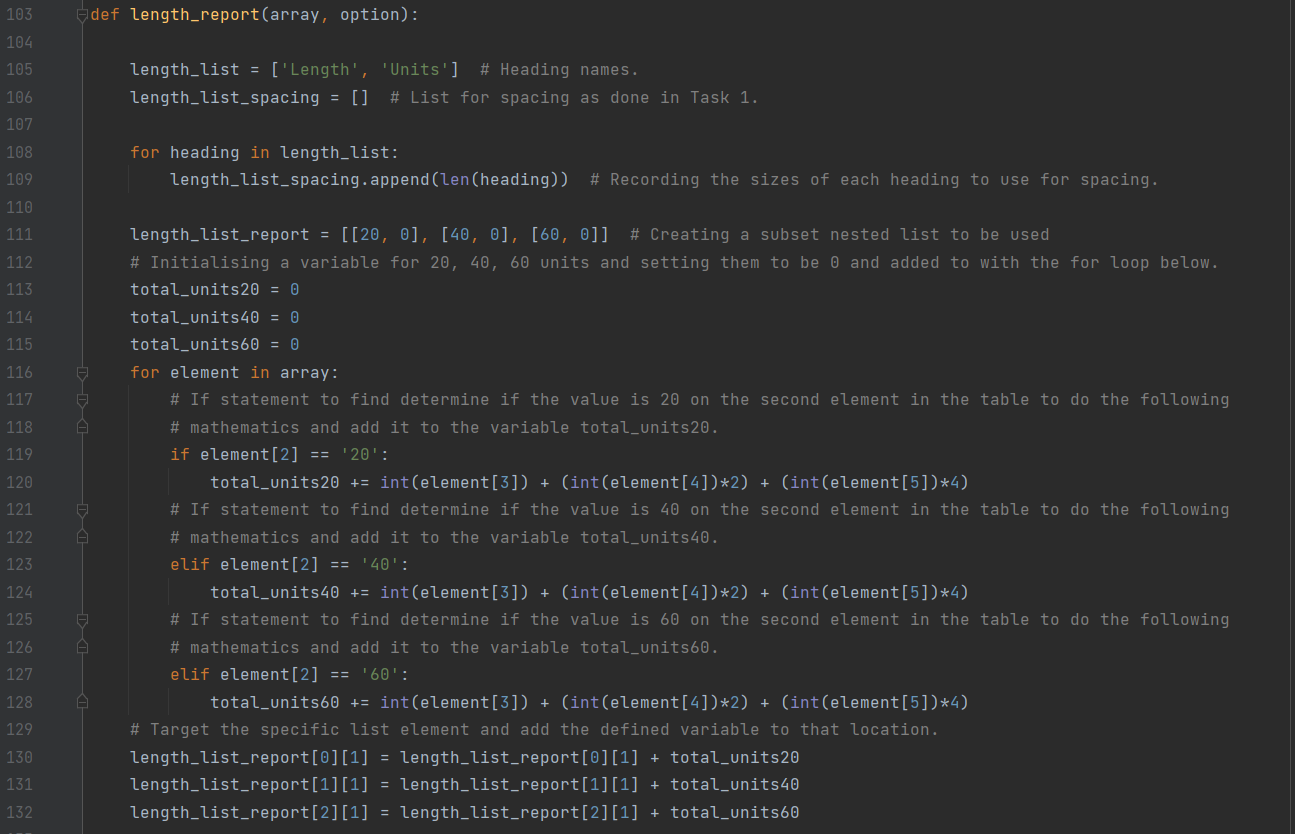 103 def length_report(array, option):
104
105 length_list = ['Length', 'Units']  # Heading names.
106 length_list_spacing = []  # List for spacing as done in Task 1.
107
108 for heading in length_list:
109 length_list_spacing.append(len(heading))  # Recording the sizes of each heading to use for spacing.
110
111 length_list_report = [[20, 0], [40, 0], [60, 0]]  # Creating a subset nested list to be used
112 # Initialising a variable for 20, 40, 60 units and setting them to be 0 and added to with the for loop below.
113 total_units20 = 0
114 total_units40 = 0
115 total_units60 = 0
116 for element in array:
117 # If statement to find determine if the value is 20 on the second element in the table to do the following
118 # mathematics and add it to the variable total_units20.
119 if element[2] == '20':
120 total_units20 += int(element[3]) + (int(element[4])*2) + (int(element[5])*4)
121 # If statement to find determine if the value is 40 on the second element in the table to do the following
122 # mathematics and add it to the variable total_units40.
123 elif element[2] == '40':
124 total_units40 += int(element[3]) + (int(element[4])*2) + (int(element[5])*4)
125 # If statement to find determine if the value is 60 on the second element in the table to do the following
126 # mathematics and add it to the variable total_units60.
127 elif element[2] == '60':
128 total_units60 += int(element[3]) + (int(element[4])*2) + (int(element[5])*4)
129 # Target the specific list element and add the defined variable to that location.
130 length_list_report[0][1] = length_list_report[0][1] + total_units20
131 length_list_report[1][1] = length_list_report[1][1] + total_units40
132 length_list_report[2][1] = length_list_report[2][1] + total_units60